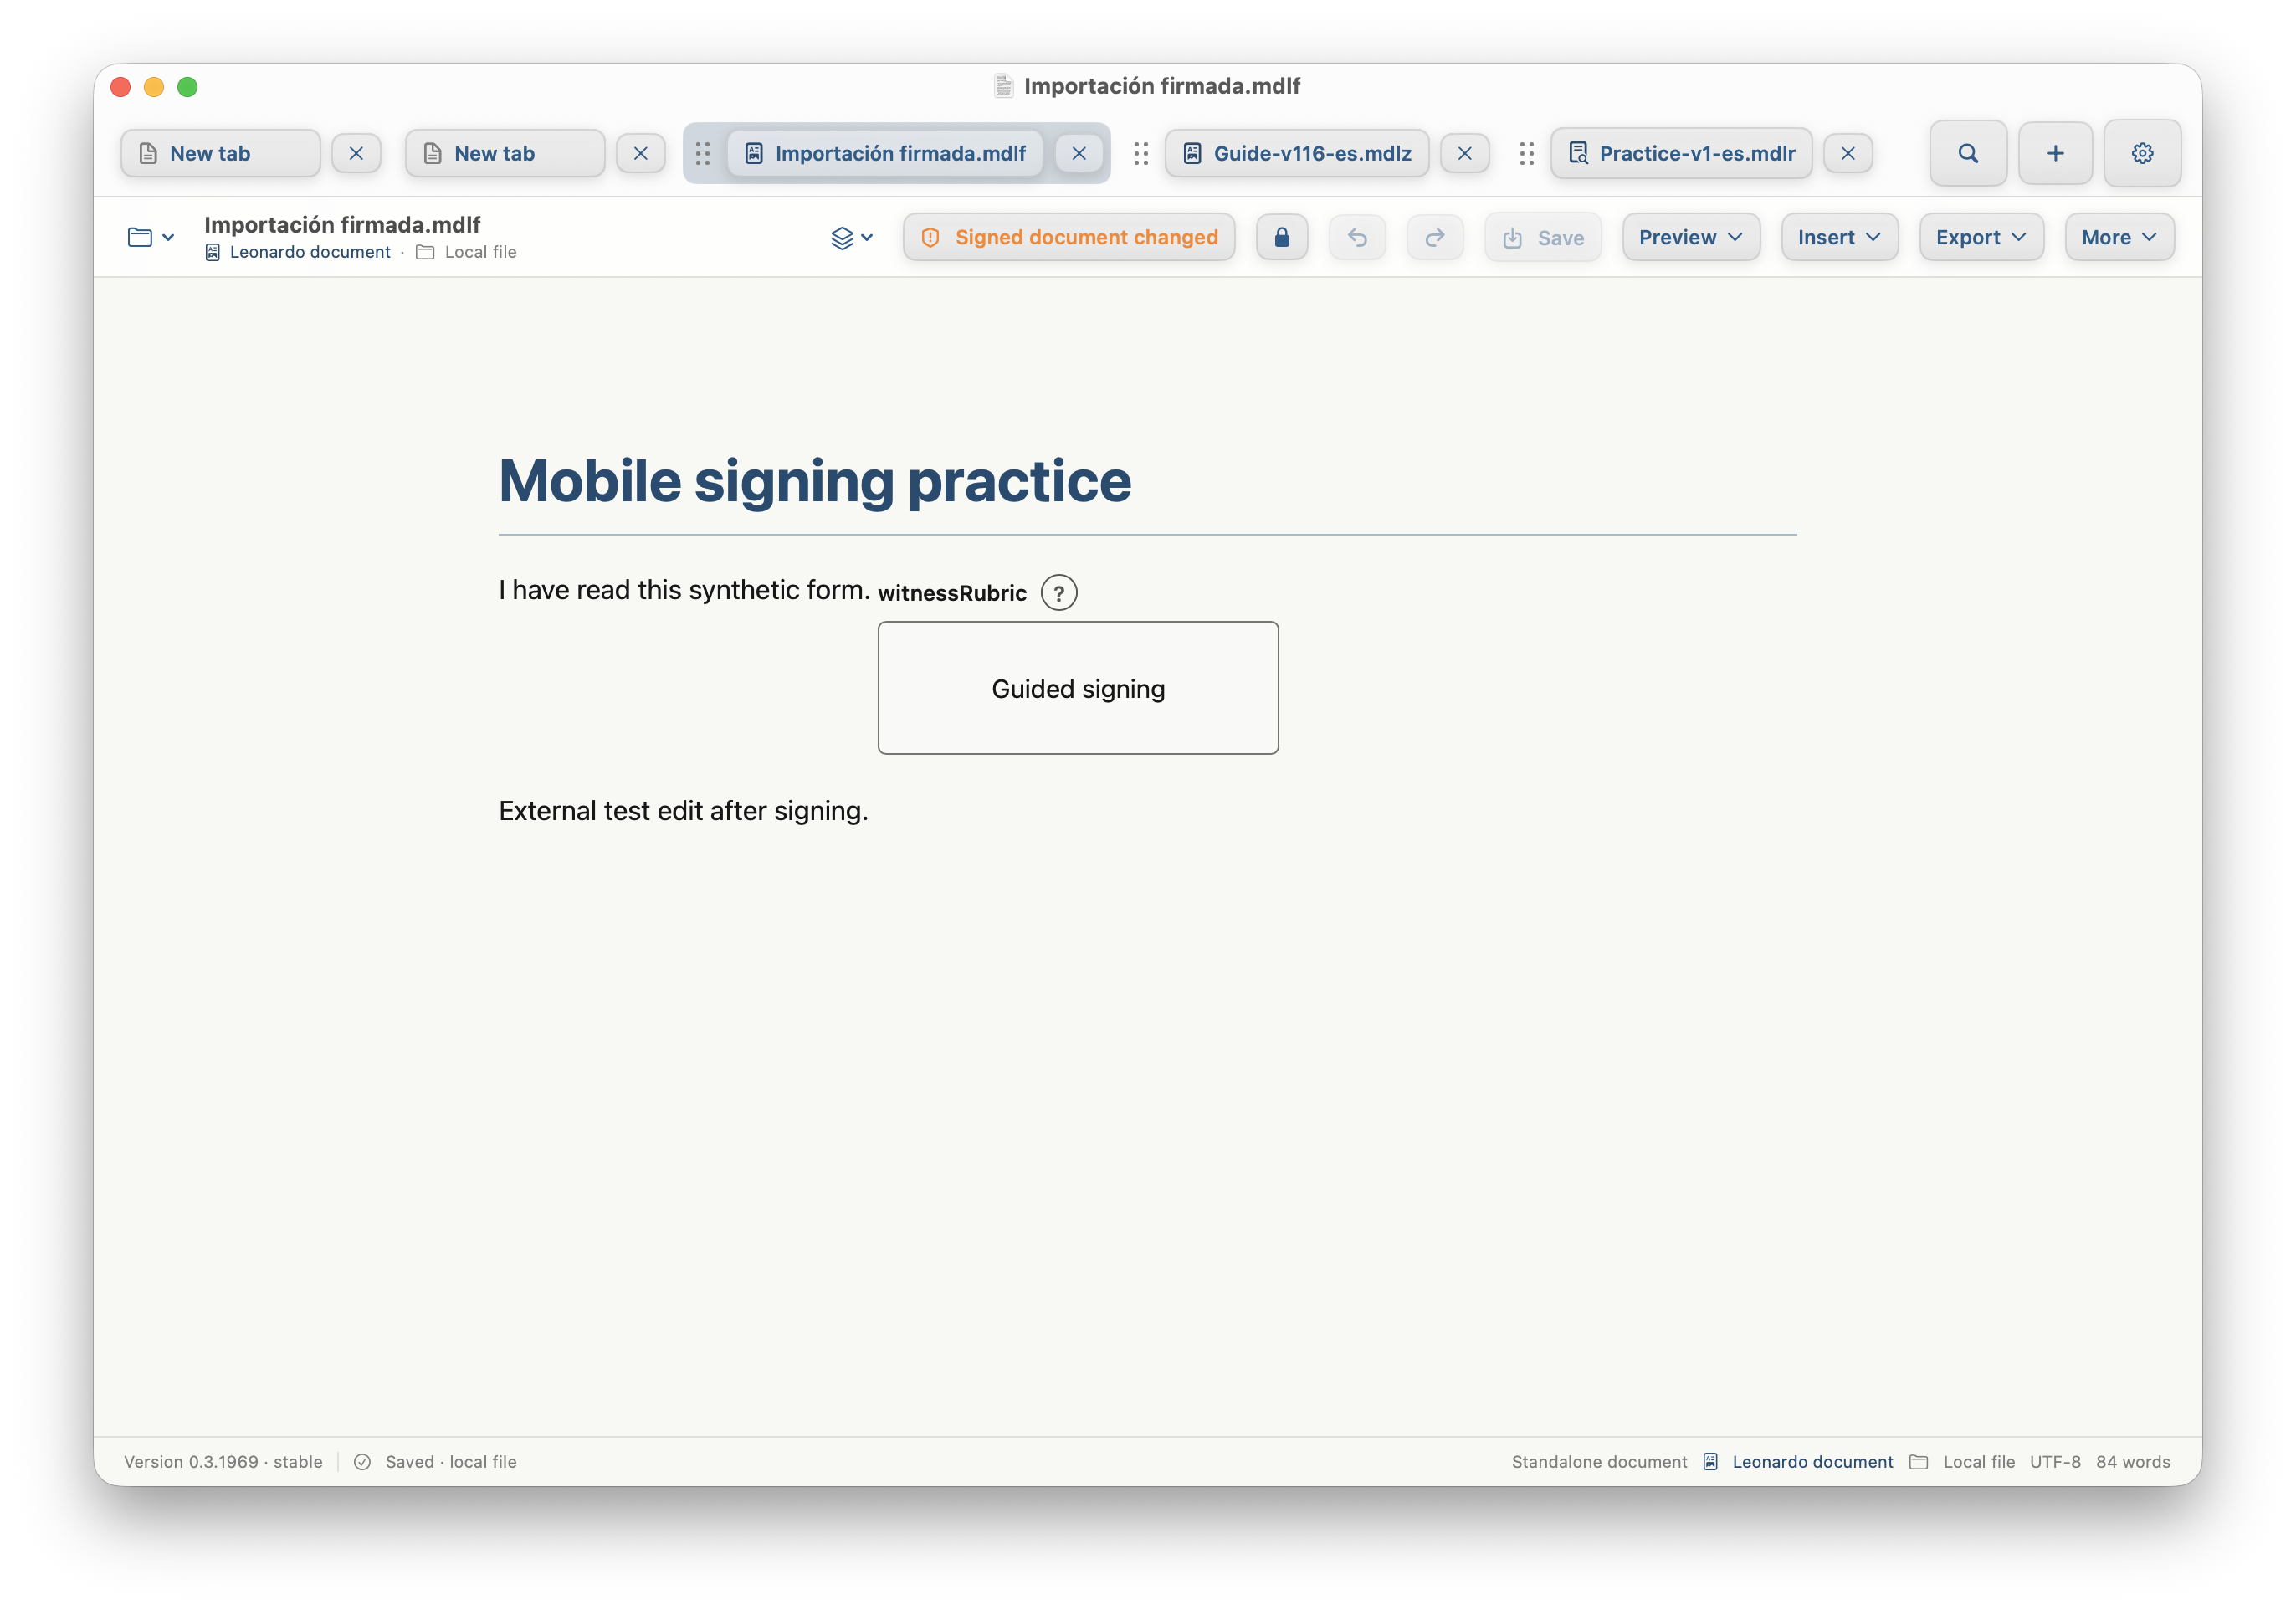 Importación firmada.mdlf
New tab
New tab
Importación firmada.mdlf
Guide-v116-es.mdlz
Practice-v1-es.mdlr
Importación firmada.mdlf
Leonardo document · Local file
Signed document changed
Save
Preview
Insert
Export
More
Mobile signing practice
I have read this synthetic form. witnessRubric ?
Guided signing
External test edit after signing.
Version 0.3.1969 · stable
Saved · local file
Standalone document
Leonardo document
Local file
UTF-8
84 words